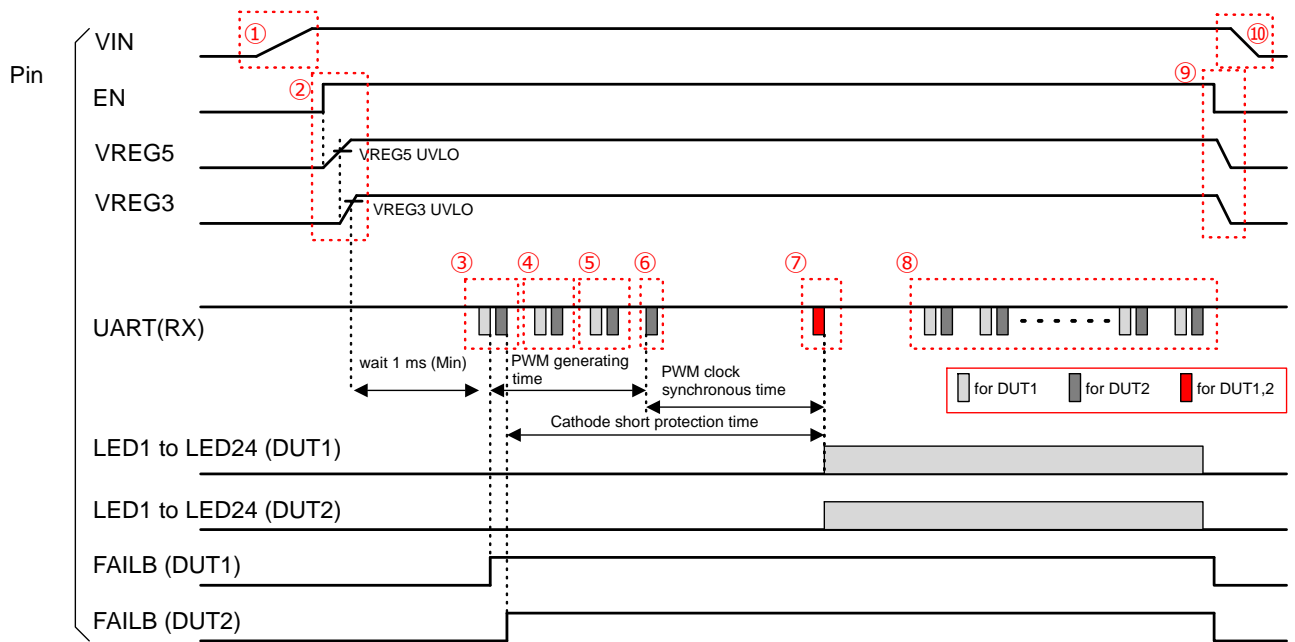 Pin
VIN
EN
VREG5
VREG3
UART(RX)
LED1 to LED24 (DUT1)
LED1 to LED24 (DUT2)
FAILB (DUT1)
FAILB (DUT2)
①
②
VREG5 UVLO
VREG3 UVLO
③
④
⑤
⑥
⑦
⑧
⑨
⑩
wait 1 ms (Min)
PWM generating
time
PWM clock
synchronous time
Cathode short protection time
for DUT1
for DUT2
for DUT1,2